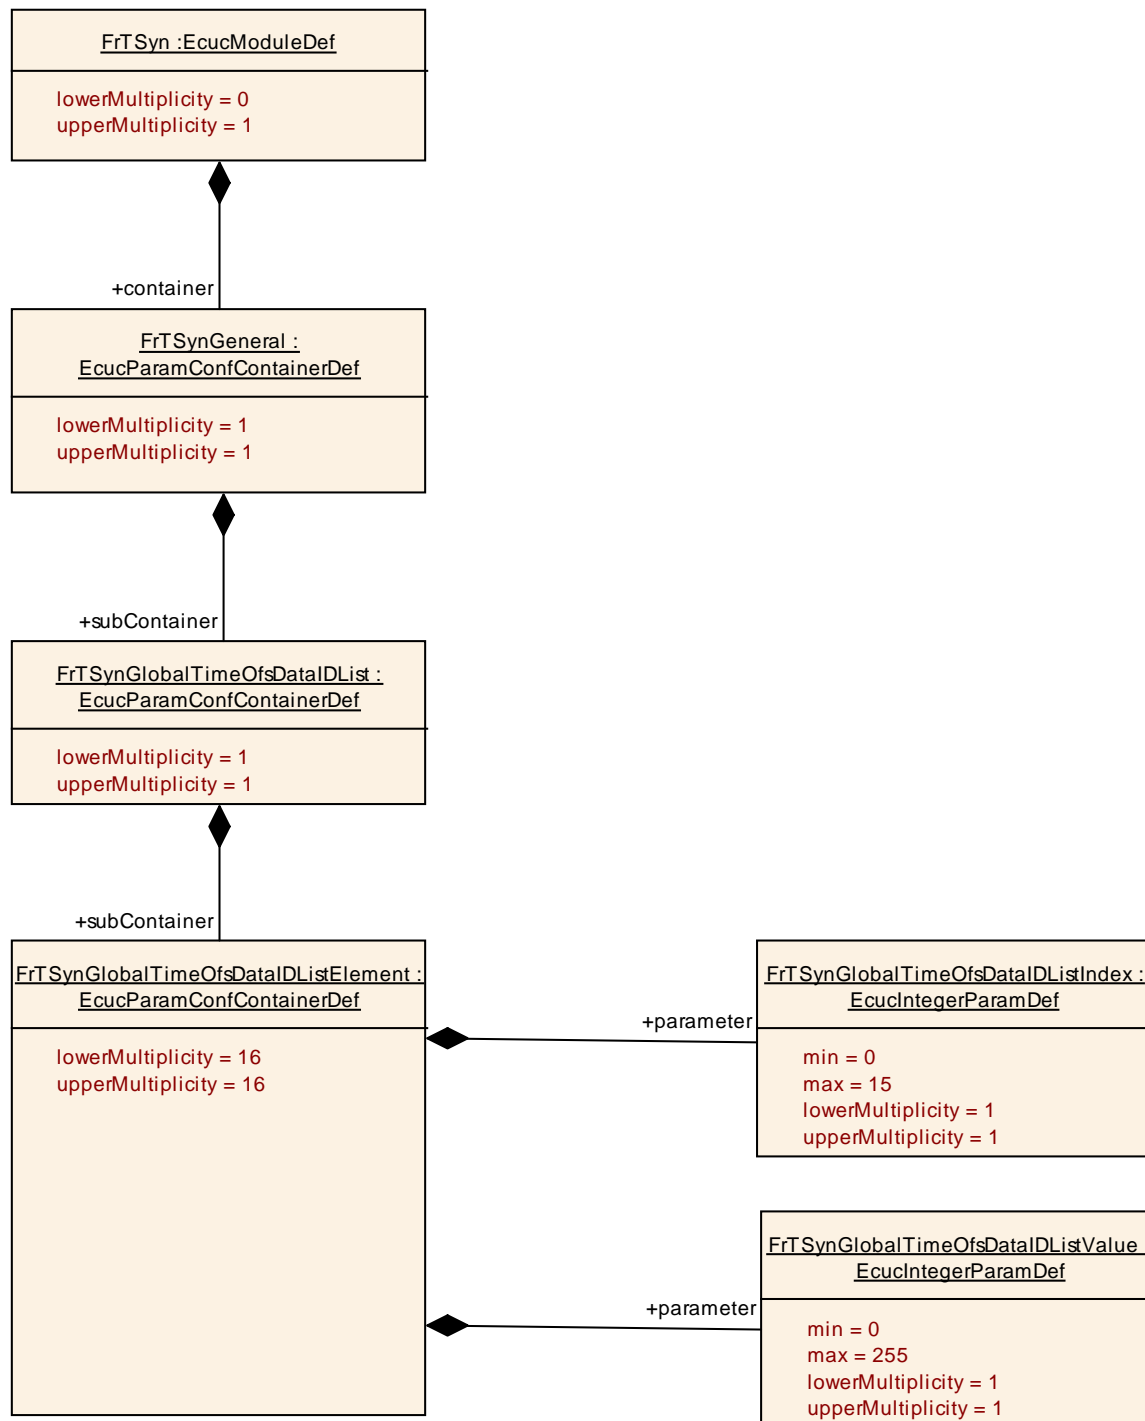 FrTSyn :EcucModuleDef
lowerMultiplicity = 0
upperMultiplicity = 1
+container
FrTSynGeneral :
EcucParamConfContainerDef
lowerMultiplicity = 1
upperMultiplicity = 1
+subContainer
FrTSynGlobalTimeOfsDataIDList :
EcucParamConfContainerDef
lowerMultiplicity = 1
upperMultiplicity = 1
+subContainer
FrTSynGlobalTimeOfsDataIDListElement :
EcucParamConfContainerDef
lowerMultiplicity = 16
upperMultiplicity = 16
+parameter
FrTSynGlobalTimeOfsDataIDListIndex :
EcucIntegerParamDef
min = 0
max = 15
lowerMultiplicity = 1
upperMultiplicity = 1
+parameter
FrTSynGlobalTimeOfsDataIDListValue
EcucIntegerParamDef
min = 0
max = 255
lowerMultiplicity = 1
upperMultiplicity = 1